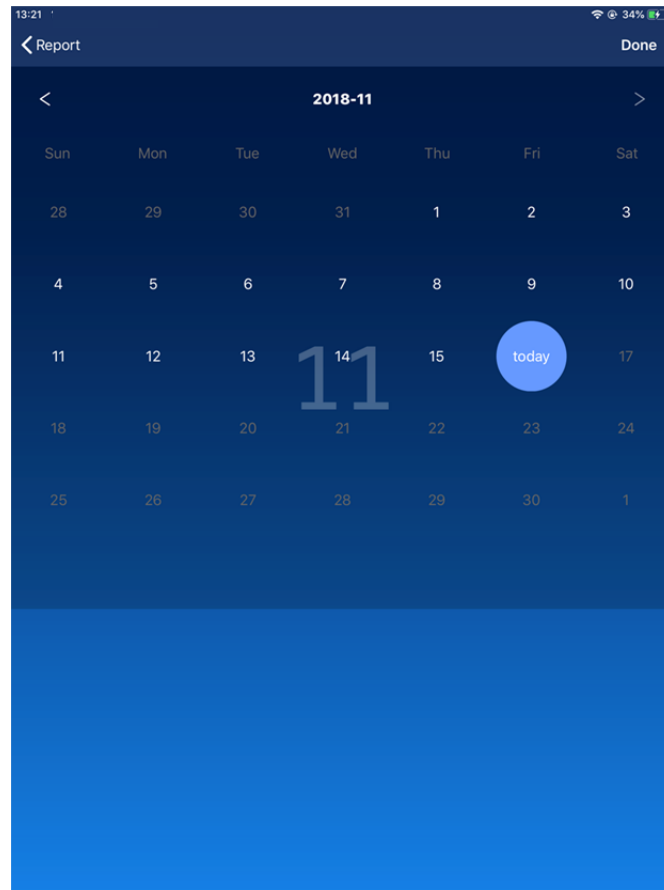 13:21 34%
Report Done
< 2018-11 >
Sun Mon Tue Wed Thu Fri Sat
28 29 30 31 1 2 3
4 5 6 7 8 9 10
11 12 13 14 15 today 17
11
18 19 20 21 22 23 24
25 26 27 28 29 30 1